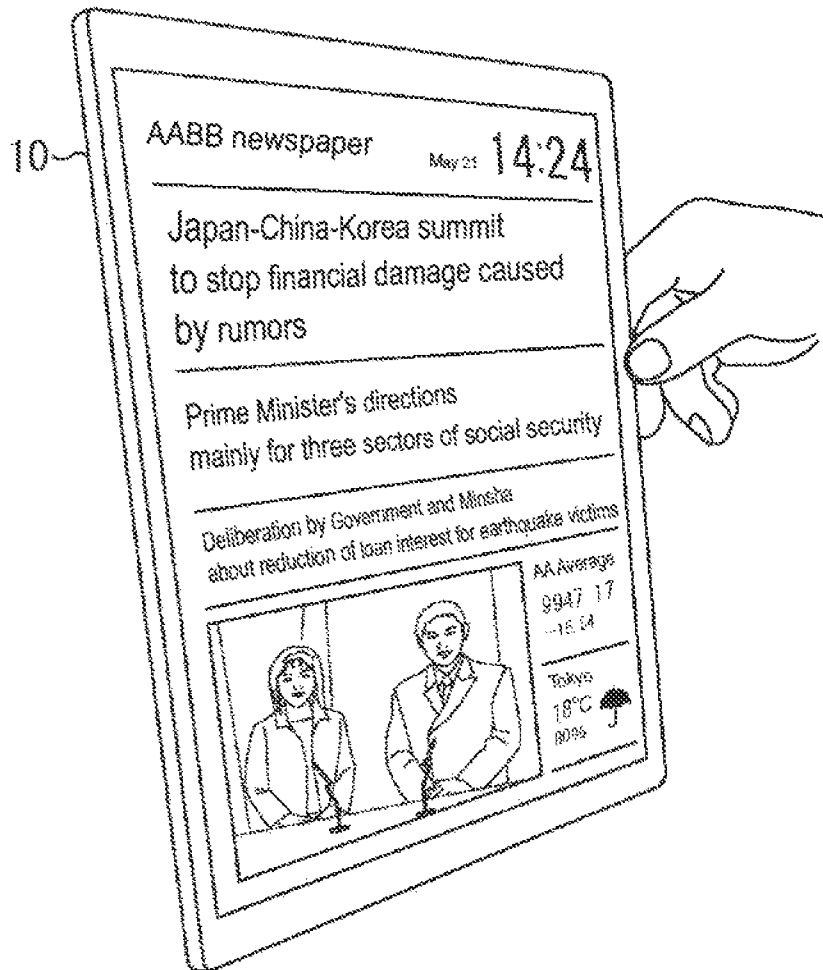 10
AABB newspaper
May 21 14:24
Japan-China-Korea summit
to stop financial damage caused
by rumors
Prime Minister's directions
mainly for three sectors of social security
Deliberation by Government and Minsha
about reduction of loan interest for earthquake victims
AA Average
9947 17
Tokyo
18°C
80%